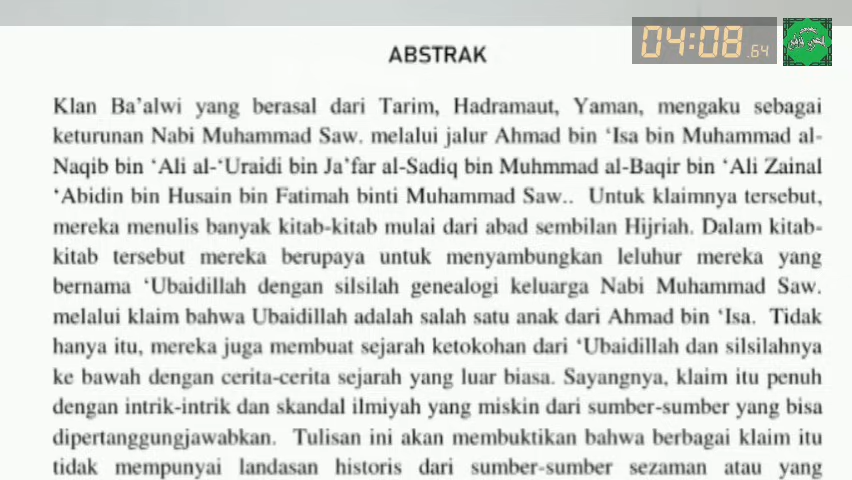 04:08.64
ABSTRAK
Klan Ba'alwi yang berasal dari Tarim, Hadramaut, Yaman, mengaku sebagai
keturunan Nabi Muhammad Saw. melalui jalur Ahmad bin ‘Isa bin Muhammad al-
Naqib bin ‘Ali al-‘Uraidi bin Ja’far al-Sadiq bin Muhmmad al-Baqir bin ‘Ali Zainal
‘Abidin bin Husain bin Fatimah binti Muhammad Saw.. Untuk klaimnya tersebut,
mereka menulis banyak kitab-kitab mulai dari abad sembilan Hijriah. Dalam kitab-
kitab tersebut mereka berupaya untuk menyambungkan leluhur mereka yang
bernama ‘Ubaidillah dengan silsilah genealogi keluarga Nabi Muhammad Saw.
melalui klaim bahwa Ubaidillah adalah salah satu anak dari Ahmad bin ‘Isa. Tidak
hanya itu, mereka juga membuat sejarah ketokohan dari ‘Ubaidillah dan silsilahnya
ke bawah dengan cerita-cerita sejarah yang luar biasa. Sayangnya, klaim itu penuh
dengan intrik-intrik dan skandal ilmiyah yang miskin dari sumber-sumber yang bisa
dipertanggungjawabkan. Tulisan ini akan membuktikan bahwa berbagai klaim itu
tidak mempunyai landasan historis dari sumber-sumber sezaman atau yang